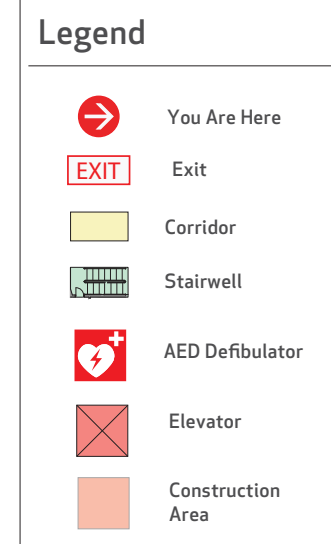 Legend
You Are Here
EXIT
Exit
Corridor
Stairwell
AED Defibulator
Elevator
Construction
Area